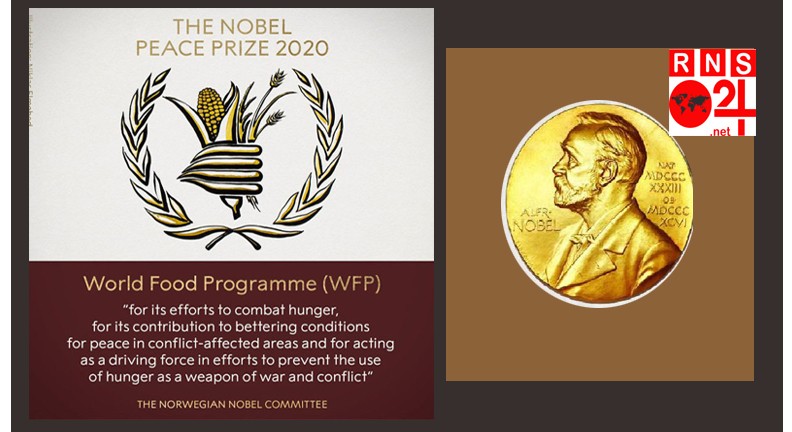 THE NOBEL
PEACE PRIZE 2020
World Food Programme (WFP)
“for its efforts to combat hunger,
for its contribution to bettering conditions
for peace in conflict-affected areas and for acting
as a driving force in efforts to prevent the use
of hunger as a weapon of war and conflict“
THE NORWEGIAN NOBEL COMMITTEE
RNS
24
.net
ALFR.
NOBEL
NAT.
MDCCC
XXXIII
OB.
MDCCC
XCVI